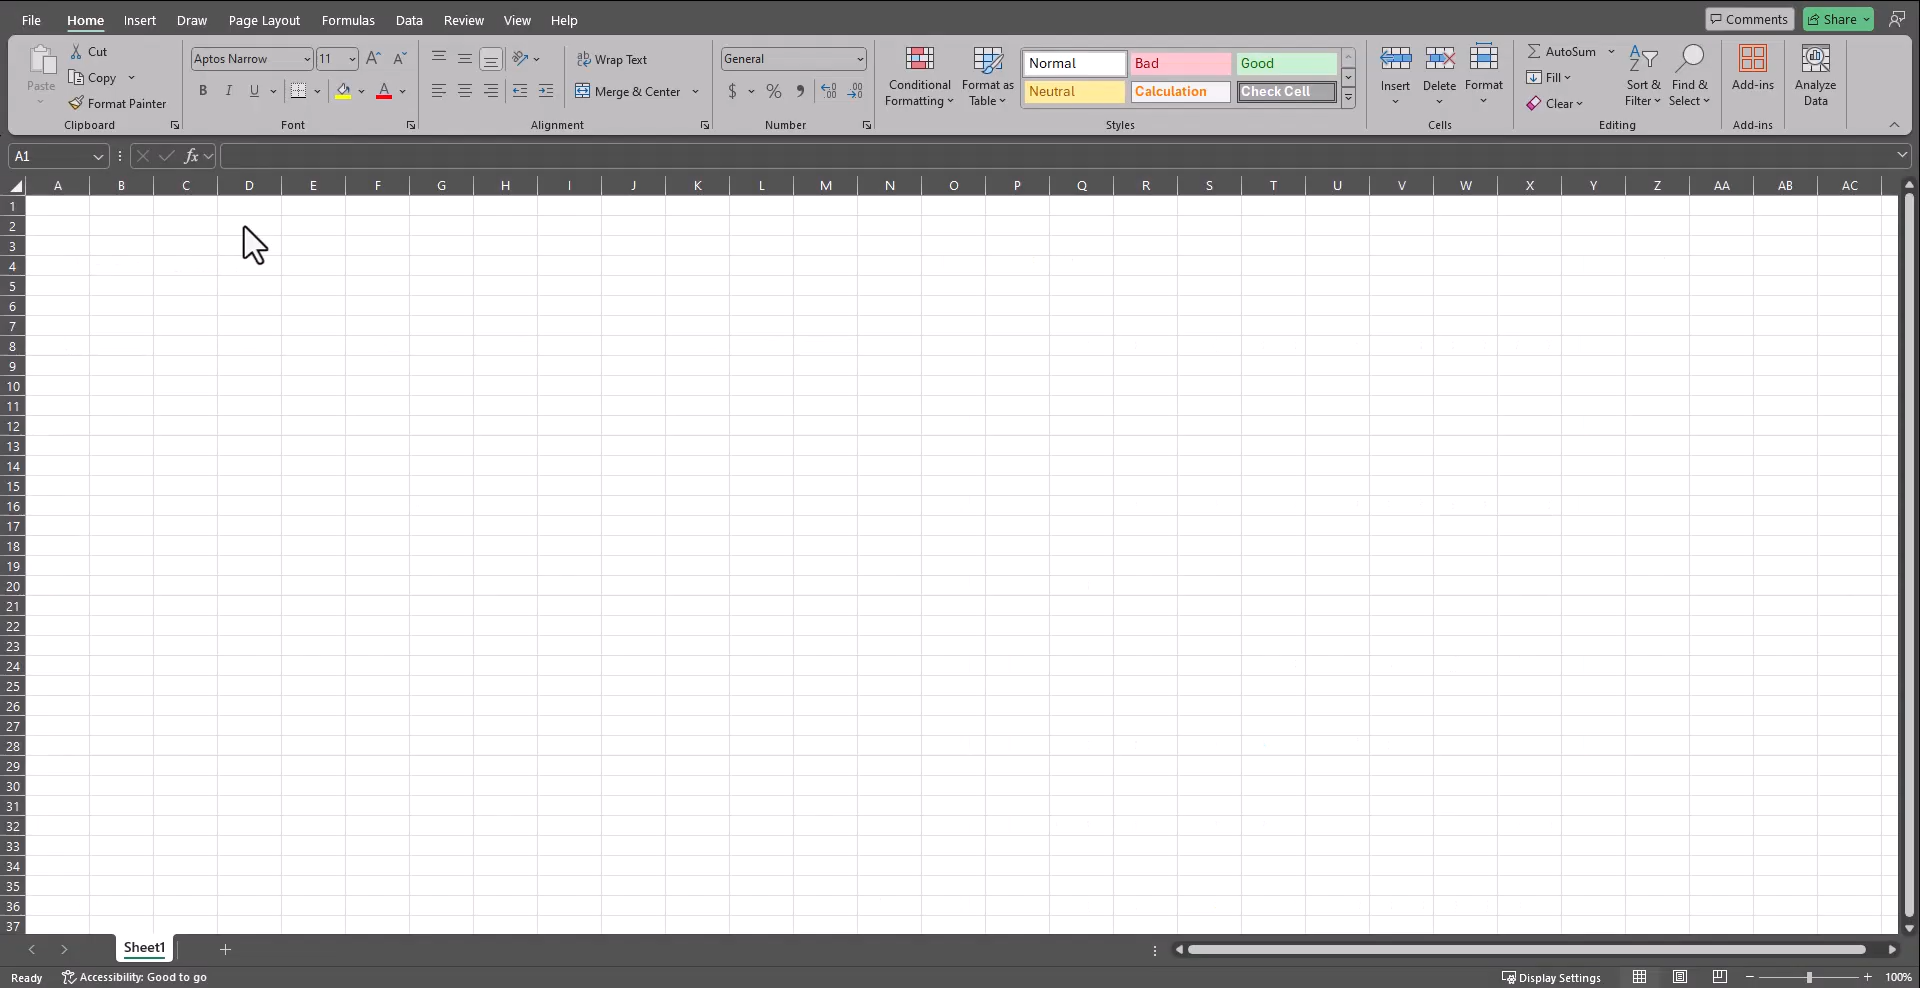 File Home Insert Draw Page Layout Formulas Data Review View Help Comments Share
Cut
Copy
Format Painter
Paste
Clipboard
Aptos Narrow 11
B I U
Font
Wrap Text
Merge & Center
Alignment
General
$ % ,
Number
Conditional Formatting
Format as Table
Normal Bad Good
Neutral Calculation Check Cell
Styles
Insert Delete Format
Cells
AutoSum
Fill
Clear
Sort & Filter
Find & Select
Editing
Add-ins
Add-ins
Analyze Data
A1 fx
A B C D E F G H I J K L M N O P Q R S T U V W X Y Z AA AB AC
1
2
3
4
5
6
7
8
9
10
11
12
13
14
15
16
17
18
19
20
21
22
23
24
25
26
27
28
29
30
31
32
33
34
35
36
37
Sheet1
Ready Accessibility: Good to go Display Settings 100%